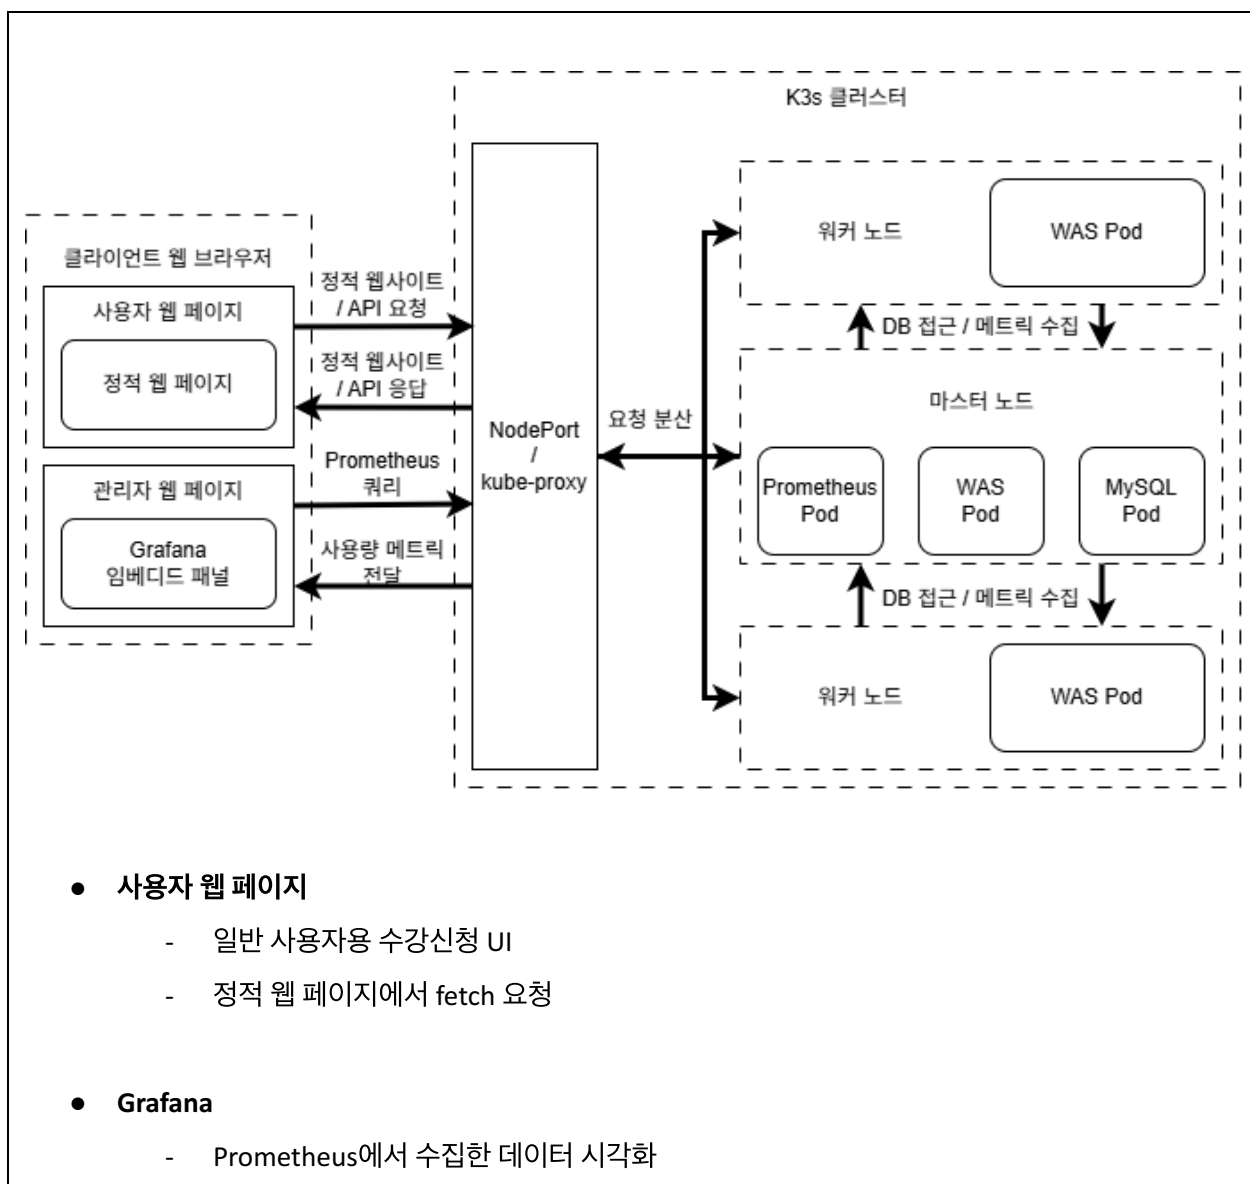 K3s 클러스터
클라이언트 웹 브라우저
사용자 웹 페이지
정적 웹 페이지
관리자 웹 페이지
Grafana
임베디드 패널
정적 웹사이트
/ API 요청
정적 웹사이트
/ API 응답
Prometheus
쿼리
사용량 메트릭
전달
NodePort
/
kube-proxy
요청 분산
워커 노드
WAS Pod
DB 접근 / 메트릭 수집
마스터 노드
Prometheus
Pod
WAS
Pod
MySQL
Pod
DB 접근 / 메트릭 수집
워커 노드
WAS Pod
● 사용자 웹 페이지
- 일반 사용자용 수강신청 UI
- 정적 웹 페이지에서 fetch 요청
● Grafana
- Prometheus에서 수집한 데이터 시각화